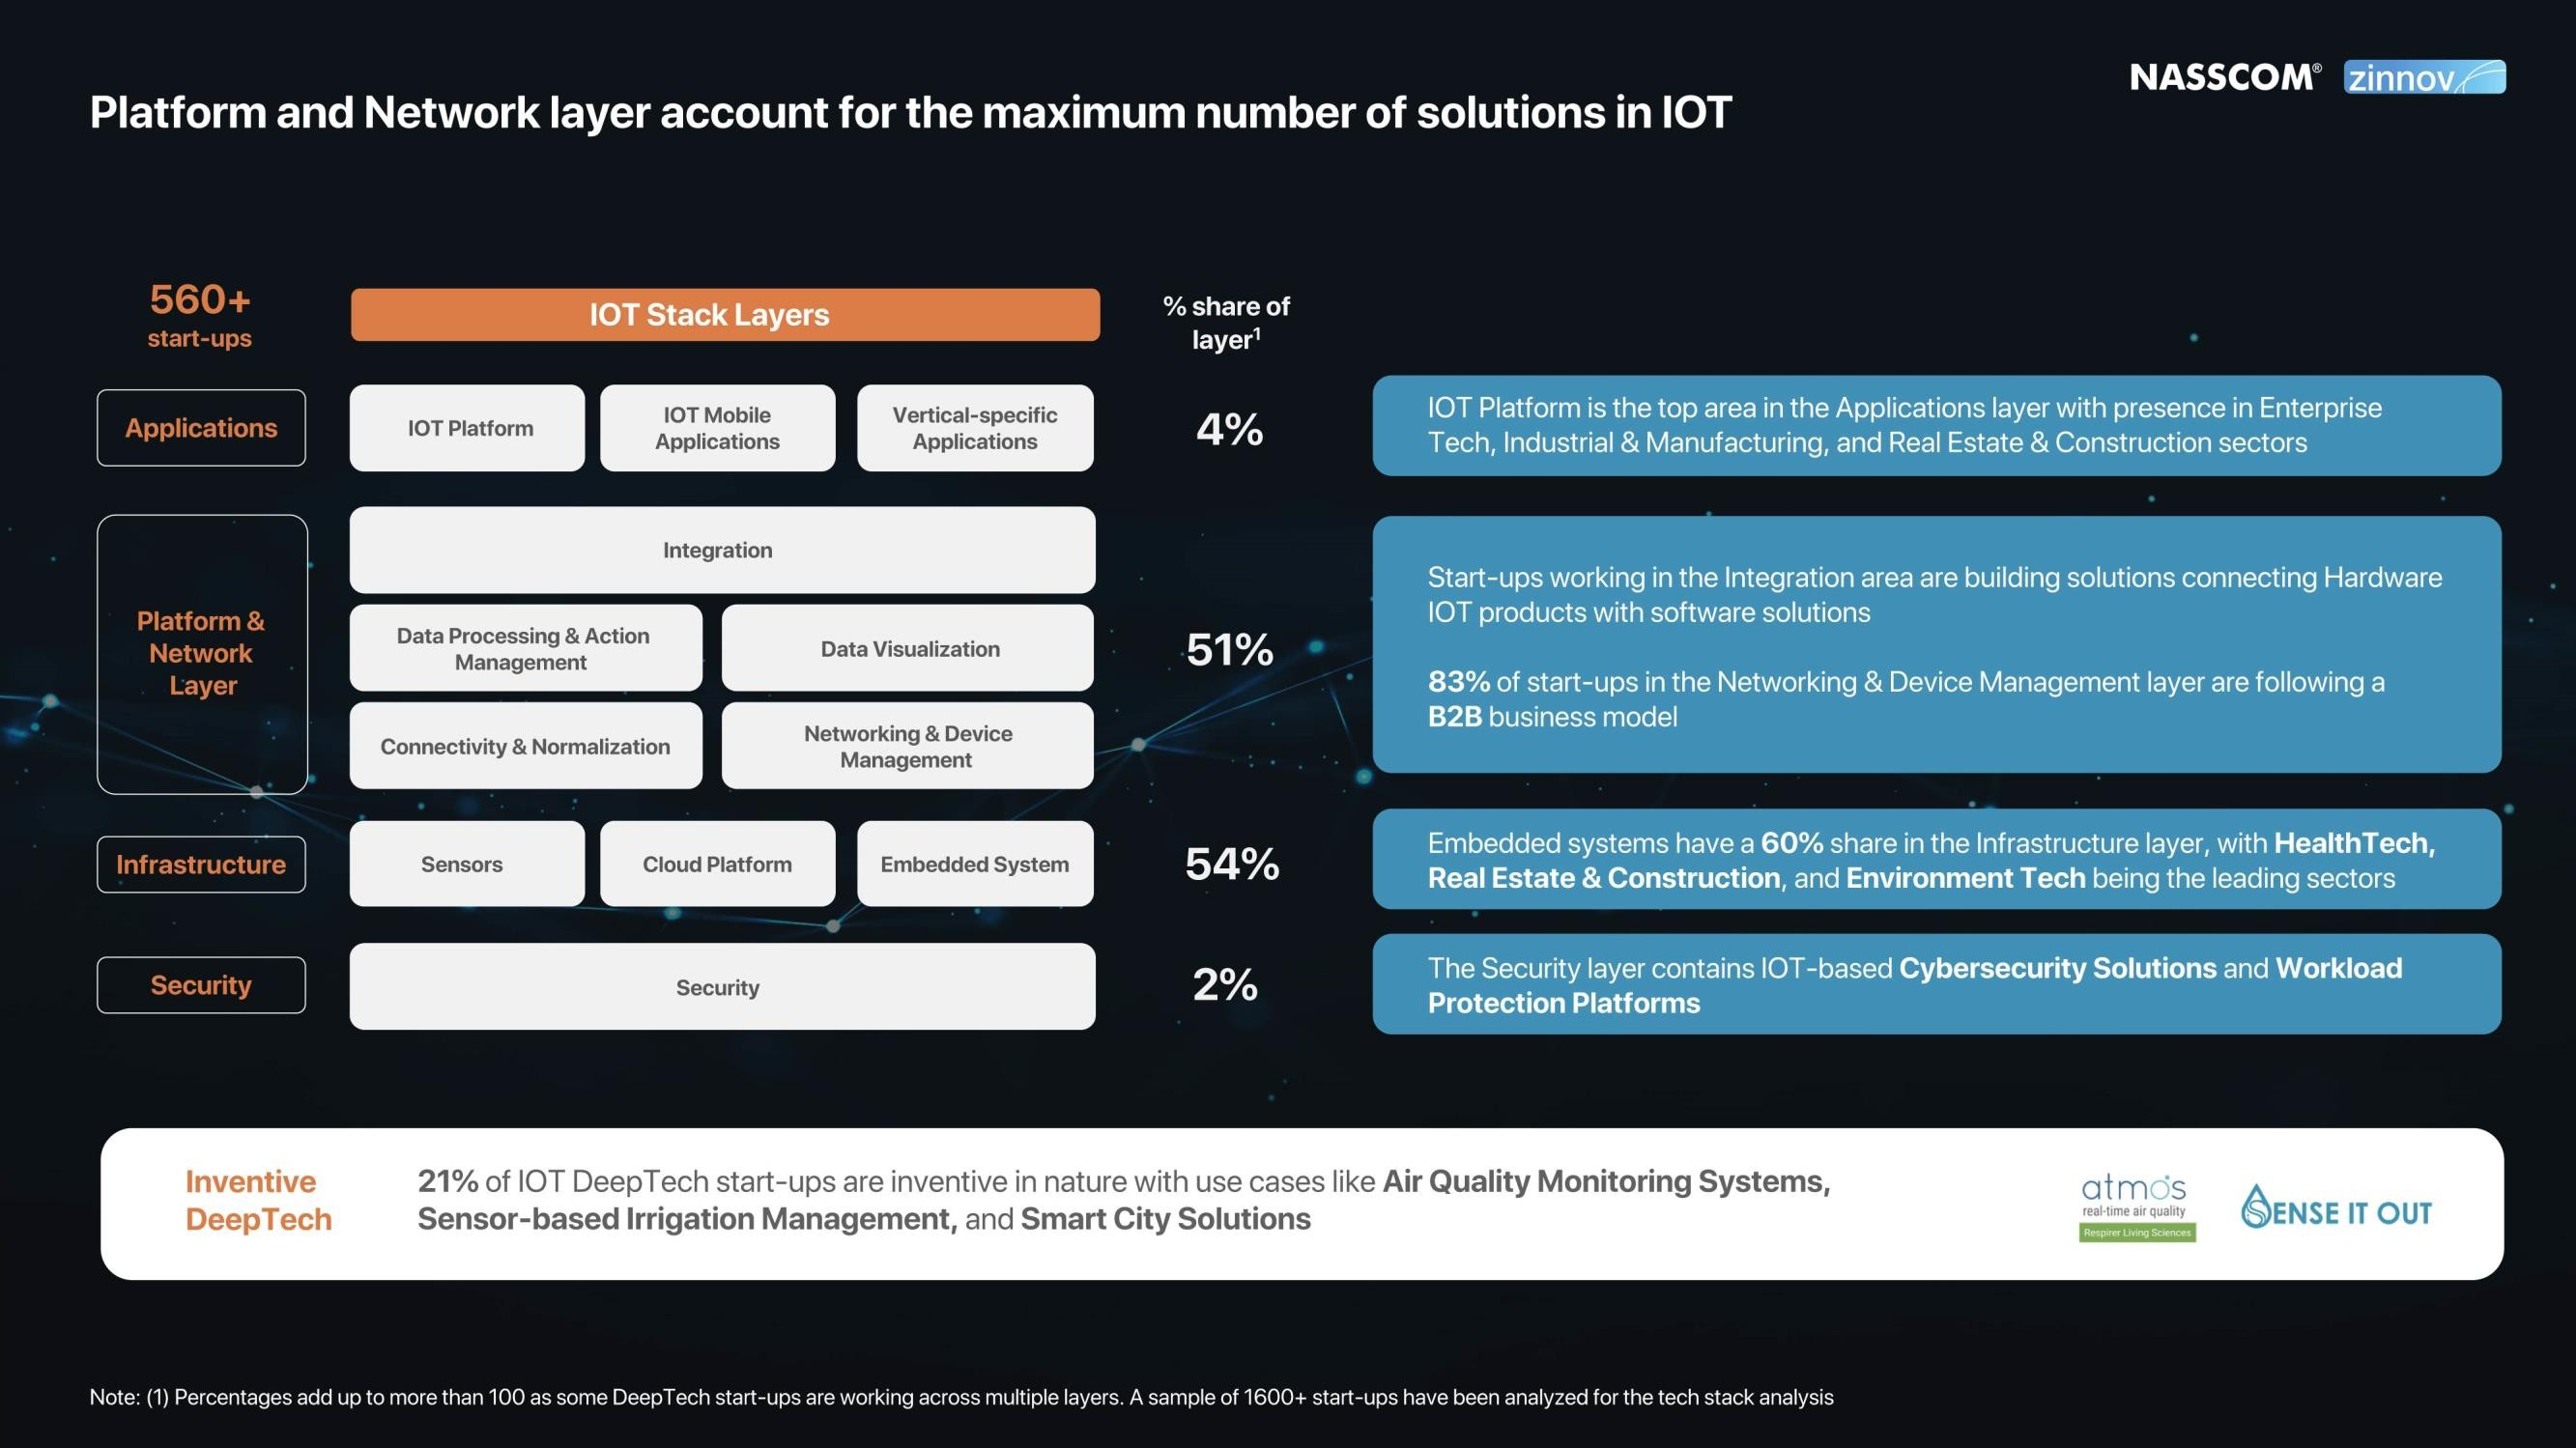 NASSCOM® zinnov
Platform and Network layer account for the maximum number of solutions in IOT
560+
start-ups
IOT Stack Layers
% share of
layer¹
Applications
IOT Platform
IOT Mobile
Applications
Vertical-specific
Applications
4%
IOT Platform is the top area in the Applications layer with presence in Enterprise
Tech, Industrial & Manufacturing, and Real Estate & Construction sectors
Platform &
Network
Layer
Integration
Data Processing & Action
Management
Data Visualization
Connectivity & Normalization
Networking & Device
Management
51%
Start-ups working in the Integration area are building solutions connecting Hardware
IOT products with software solutions
83% of start-ups in the Networking & Device Management layer are following a
B2B business model
Infrastructure
Sensors
Cloud Platform
Embedded System
54%
Embedded systems have a 60% share in the Infrastructure layer, with HealthTech,
Real Estate & Construction, and Environment Tech being the leading sectors
Security
Security
2%
The Security layer contains IOT-based Cybersecurity Solutions and Workload
Protection Platforms
Inventive
DeepTech
21% of IOT DeepTech start-ups are inventive in nature with use cases like Air Quality Monitoring Systems,
Sensor-based Irrigation Management, and Smart City Solutions
atmos
real-time air quality
Respirer Living Sciences
SENSE IT OUT
Note: (1) Percentages add up to more than 100 as some DeepTech start-ups are working across multiple layers. A sample of 1600+ start-ups have been analyzed for the tech stack analysis